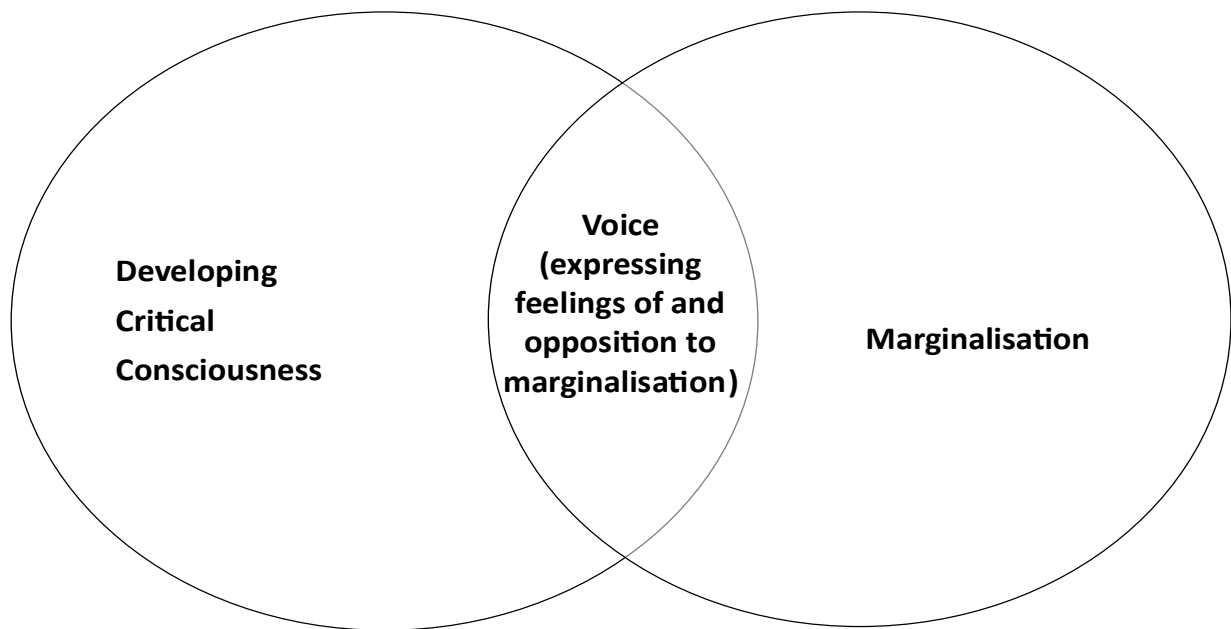 Developing
Critical
Consciousness
Voice
(expressing
feelings of and
opposition to
marginalisation)
Marginalisation